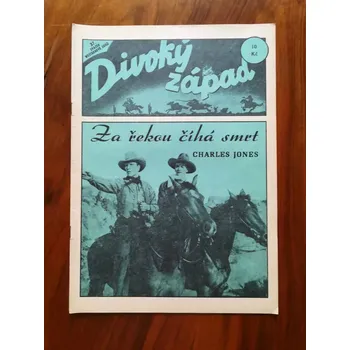 Divoký
západ
10
Kč
Za řekou číhá smrt
CHARLES JONES